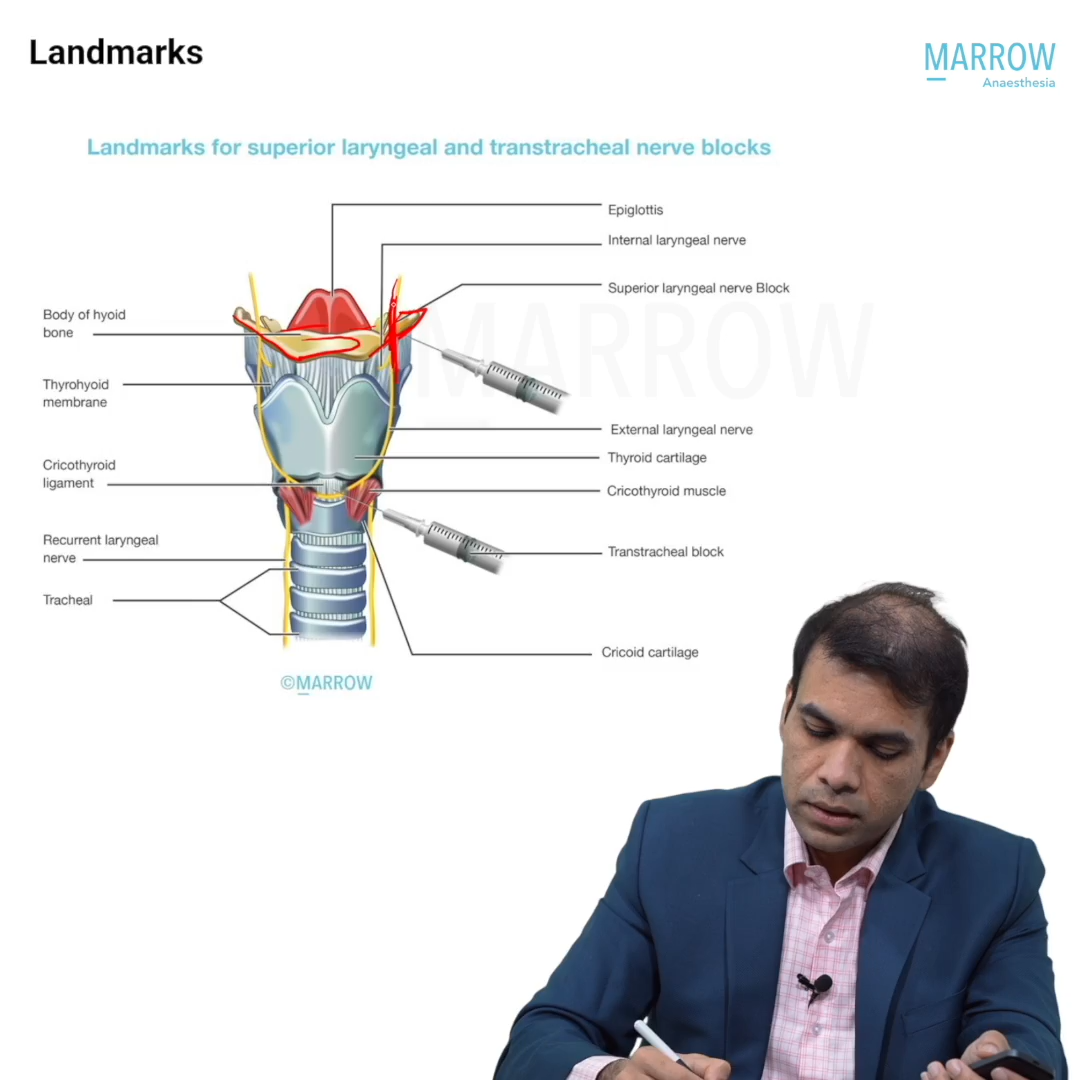 Landmarks
MARROW
Anaesthesia
Landmarks for superior laryngeal and transtracheal nerve blocks
Epiglottis
Internal laryngeal nerve
Superior laryngeal nerve Block
Body of hyoid
bone
MARROW
Thyrohyoid
membrane
External laryngeal nerve
Thyroid cartilage
Cricothyroid
ligament
Cricothyroid muscle
Recurrent laryngeal
nerve
Transtracheal block
Tracheal
Cricoid cartilage
©MARROW